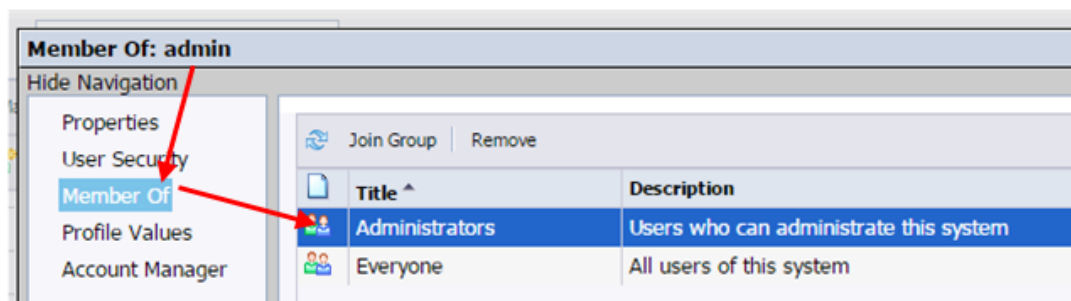 Member Of: admin
Hide Navigation
Properties
User Security
Member Of
Profile Values
Account Manager
Join Group Remove
Title Description
Administrators Users who can administrate this system
Everyone All users of this system